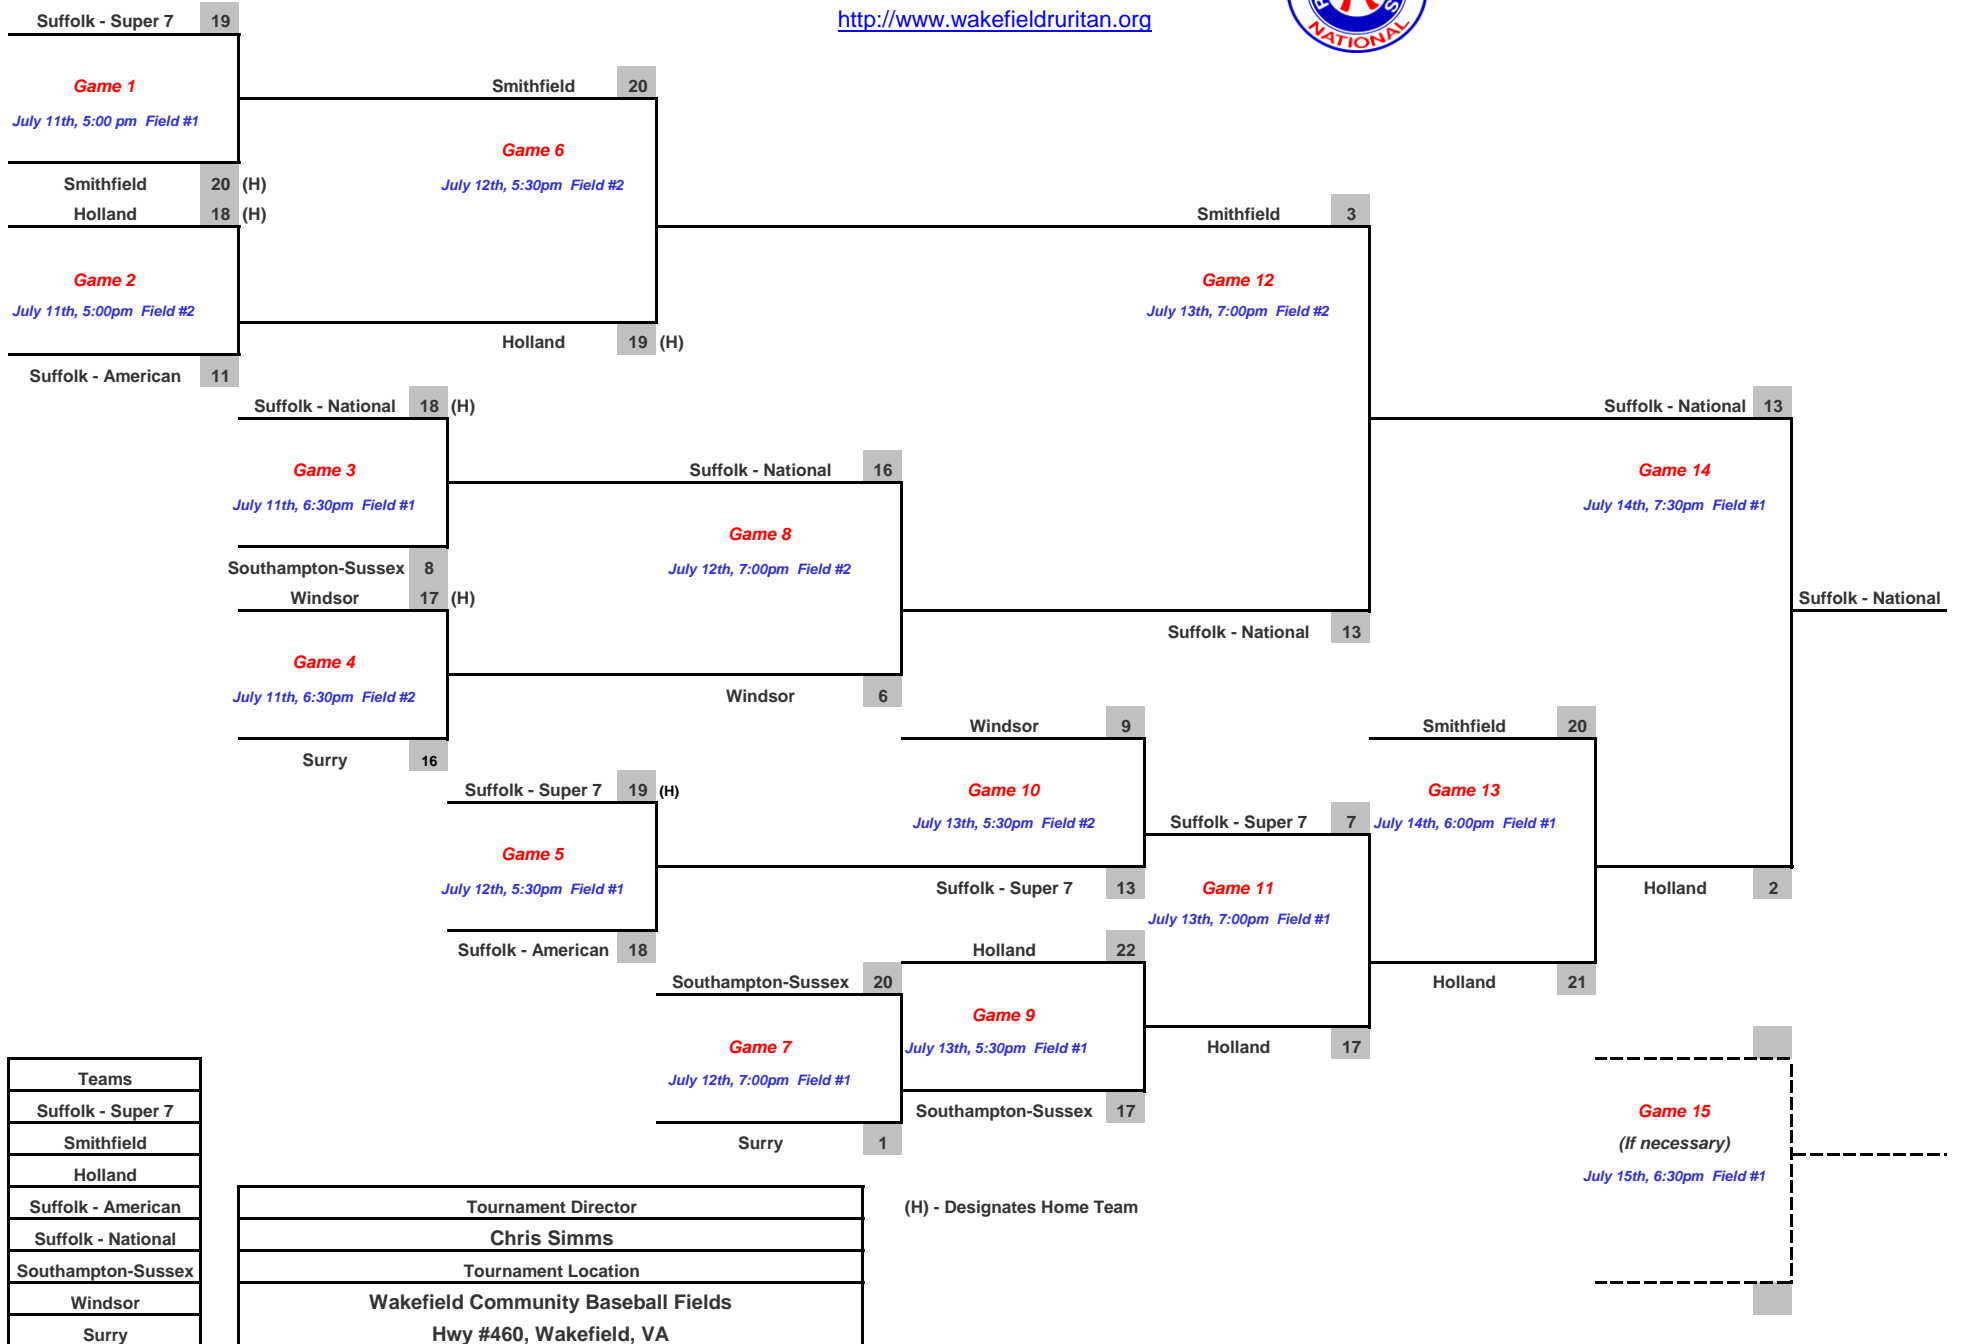 Suffolk - Super 7 19
http://www.wakefieldruritan.org
NATIONAL
Game 1
July 11th, 5:00 pm Field #1
Smithfield 20 (H)
Holland 18 (H)
Game 2
July 11th, 5:00pm Field #2
Suffolk - American 11
Smithfield 20
Game 6
July 12th, 5:30pm Field #2
Holland 19 (H)
Suffolk - National 18 (H)
Game 3
July 11th, 6:30pm Field #1
Southampton-Sussex 8
Windsor 17 (H)
Game 4
July 11th, 6:30pm Field #2
Surry 16
Suffolk - National 16
Game 8
July 12th, 7:00pm Field #2
Windsor 6
Smithfield 3
Game 12
July 13th, 7:00pm Field #2
Suffolk - National 13
Suffolk - National 13
Game 14
July 14th, 7:30pm Field #1
Holland 2
Suffolk - National
Suffolk - Super 7 19 (H)
Game 5
July 12th, 5:30pm Field #1
Suffolk - American 18
Windsor 9
Game 10
July 13th, 5:30pm Field #2
Suffolk - Super 7 13
Suffolk - Super 7 7
Game 11
July 13th, 7:00pm Field #1
Holland 17
Smithfield 20
Game 13
July 14th, 6:00pm Field #1
Holland 21
Southampton-Sussex 20
Game 7
July 12th, 7:00pm Field #1
Surry 1
Holland 22
Game 9
July 13th, 5:30pm Field #1
Southampton-Sussex 17
Game 15
(If necessary)
July 15th, 6:30pm Field #1
Teams
Suffolk - Super 7
Smithfield
Holland
Suffolk - American
Suffolk - National
Southampton-Sussex
Windsor
Surry
Tournament Director
Chris Simms
Tournament Location
Wakefield Community Baseball Fields
Hwy #460, Wakefield, VA
(H) - Designates Home Team